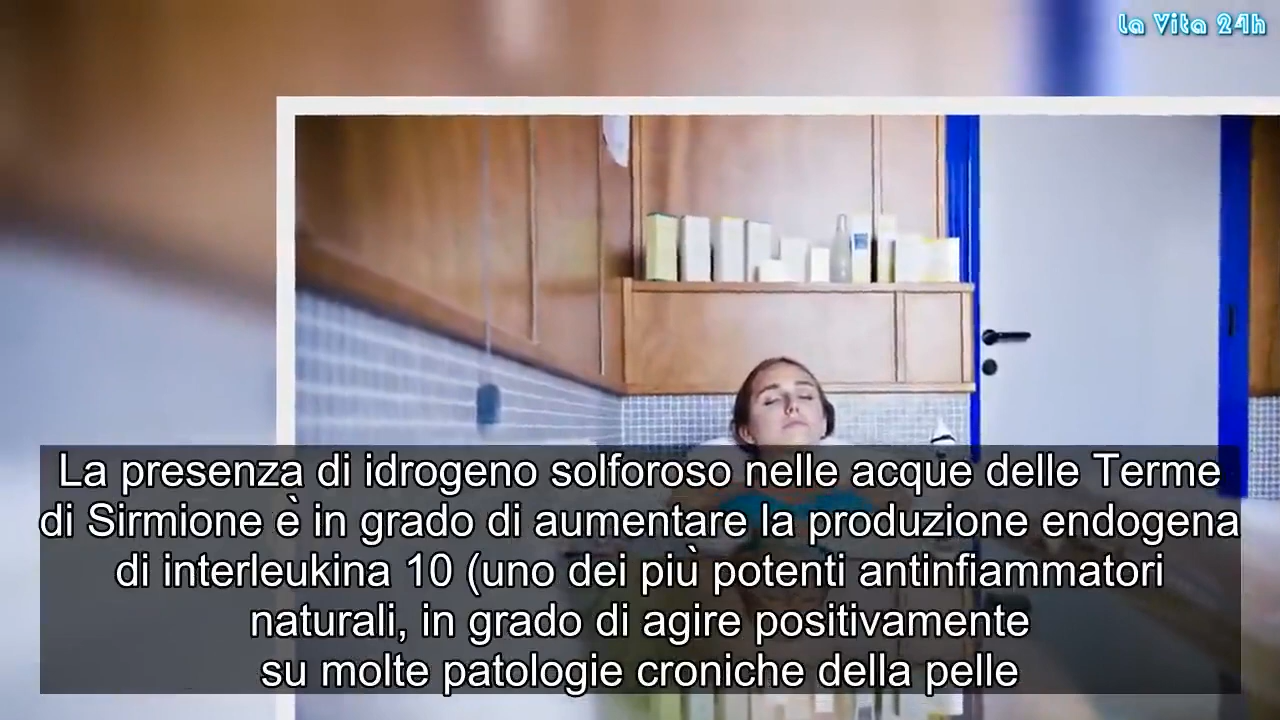 la Vita 24h
La presenza di idrogeno solforoso nelle acque delle Terme
di Sirmione è in grado di aumentare la produzione endogena
di interleukina 10 (uno dei più potenti antinfiammatori
naturali, in grado di agire positivamente
su molte patologie croniche della pelle